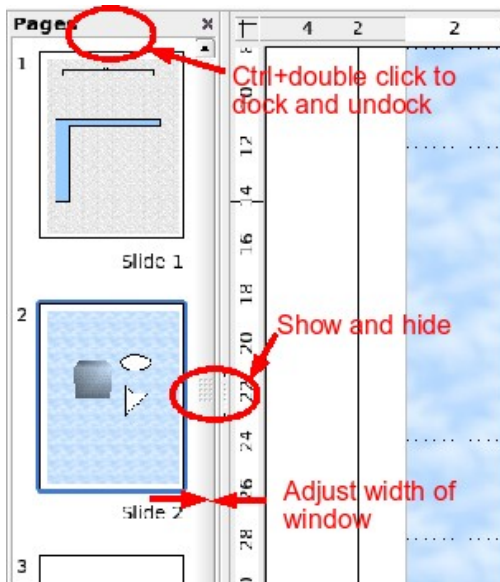 Pages × 4 2 2
1
Ctrl+double click to
dock and undock
8
10
12
14
16
Slide 1
18
2
Show and hide
20
22
24
Adjust width of
window
26
Slide 2
28
3